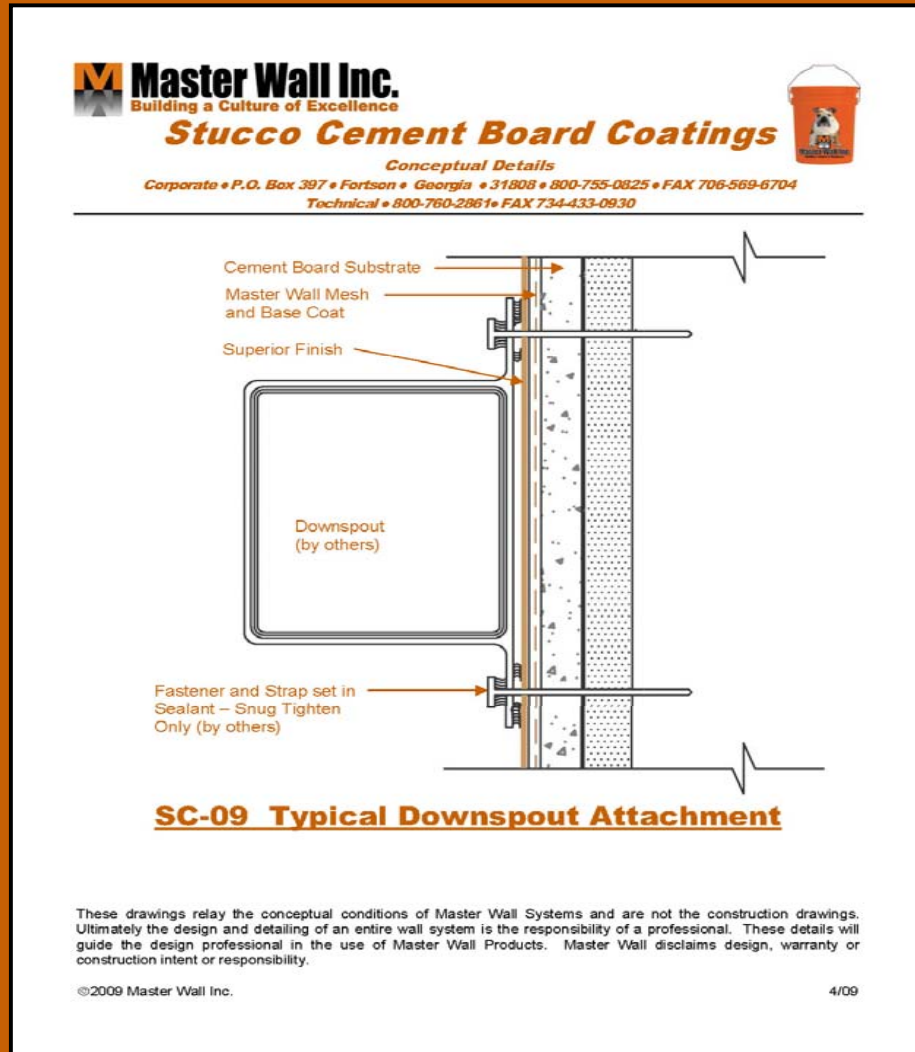 Master Wall Inc.
Building a Culture of Excellence
Stucco Cement Board Coatings
Conceptual Details
Corporate • P.O. Box 397 • Fortson • Georgia • 31808 • 800-755-0825 • FAX 706-569-6704
Technical • 800-760-2861• FAX 734-433-0930
Cement Board Substrate
Master Wall Mesh
and Base Coat
Superior Finish
Downspout
(by others)
Fastener and Strap set in
Sealant – Snug Tighten
Only (by others)
SC-09 Typical Downspout Attachment
These drawings relay the conceptual conditions of Master Wall Systems and are not the construction drawings.
Ultimately the design and detailing of an entire wall system is the responsibility of a professional. These details will
guide the design professional in the use of Master Wall Products. Master Wall disclaims design, warranty or
construction intent or responsibility.
©2009 Master Wall Inc.
4/09